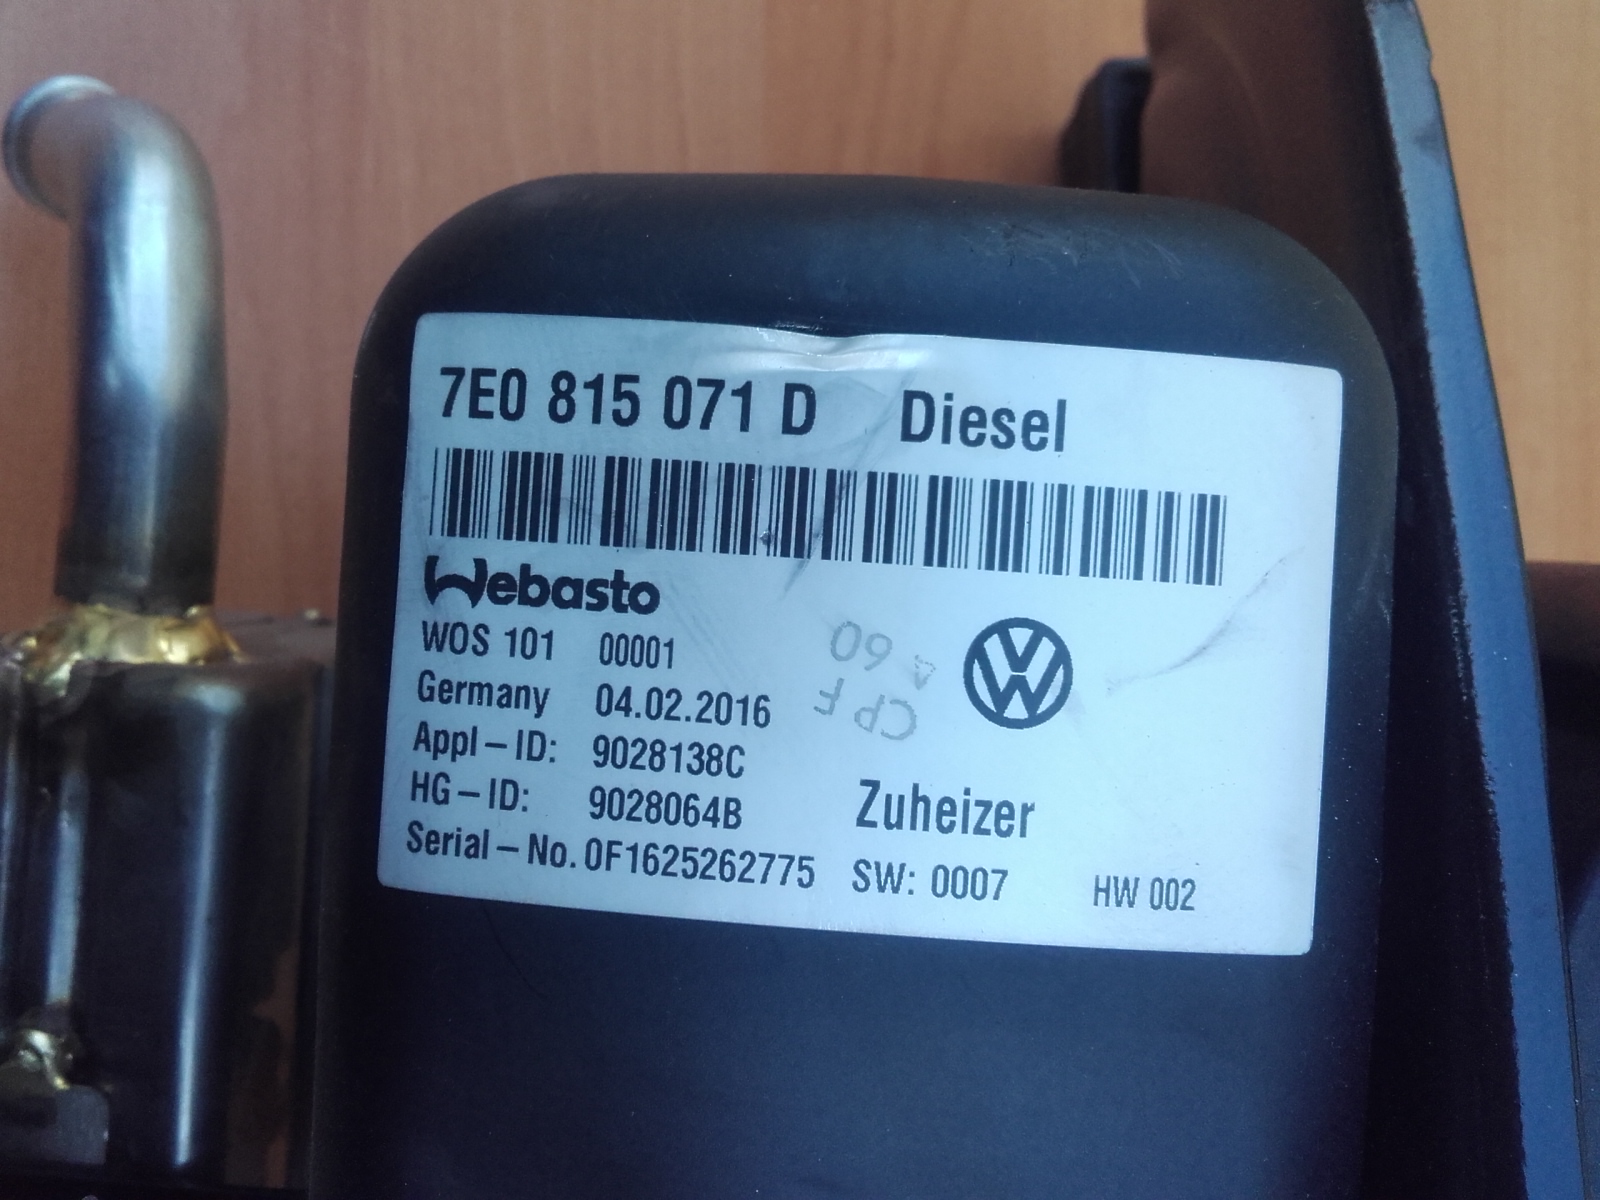 7E0 815 071 D Diesel
Webasto
WOS 101 00001
Germany 04.02.2016
Appl-ID: 9028138C
HG-ID: 9028064B
Zuheizer
Serial-No. 0F1625262775 SW: 0007 HW 002